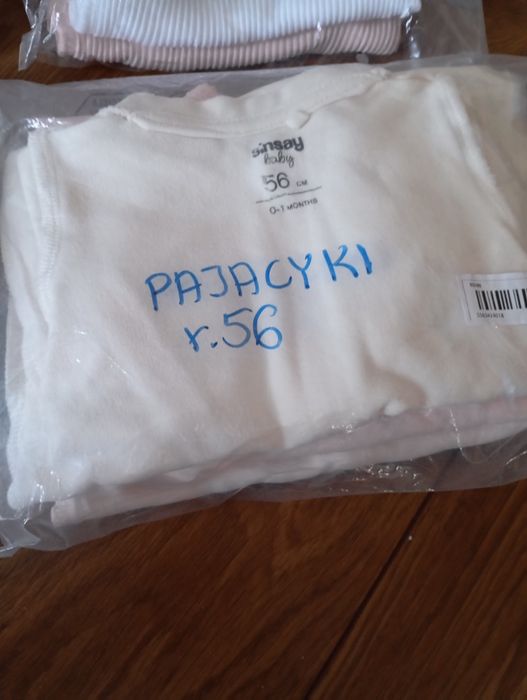 sinsay
baby
56 CM
0-1 MONTHS
PAJACYKI
r.56